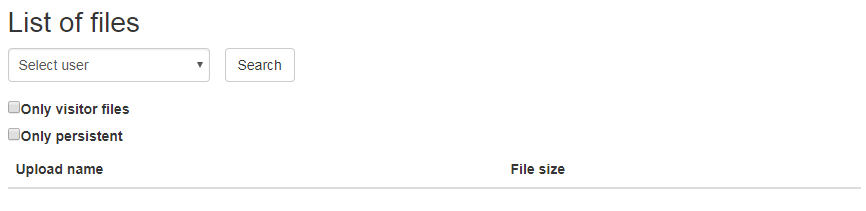 List of files
Select user Search
Only visitor files
Only persistent
Upload name File size